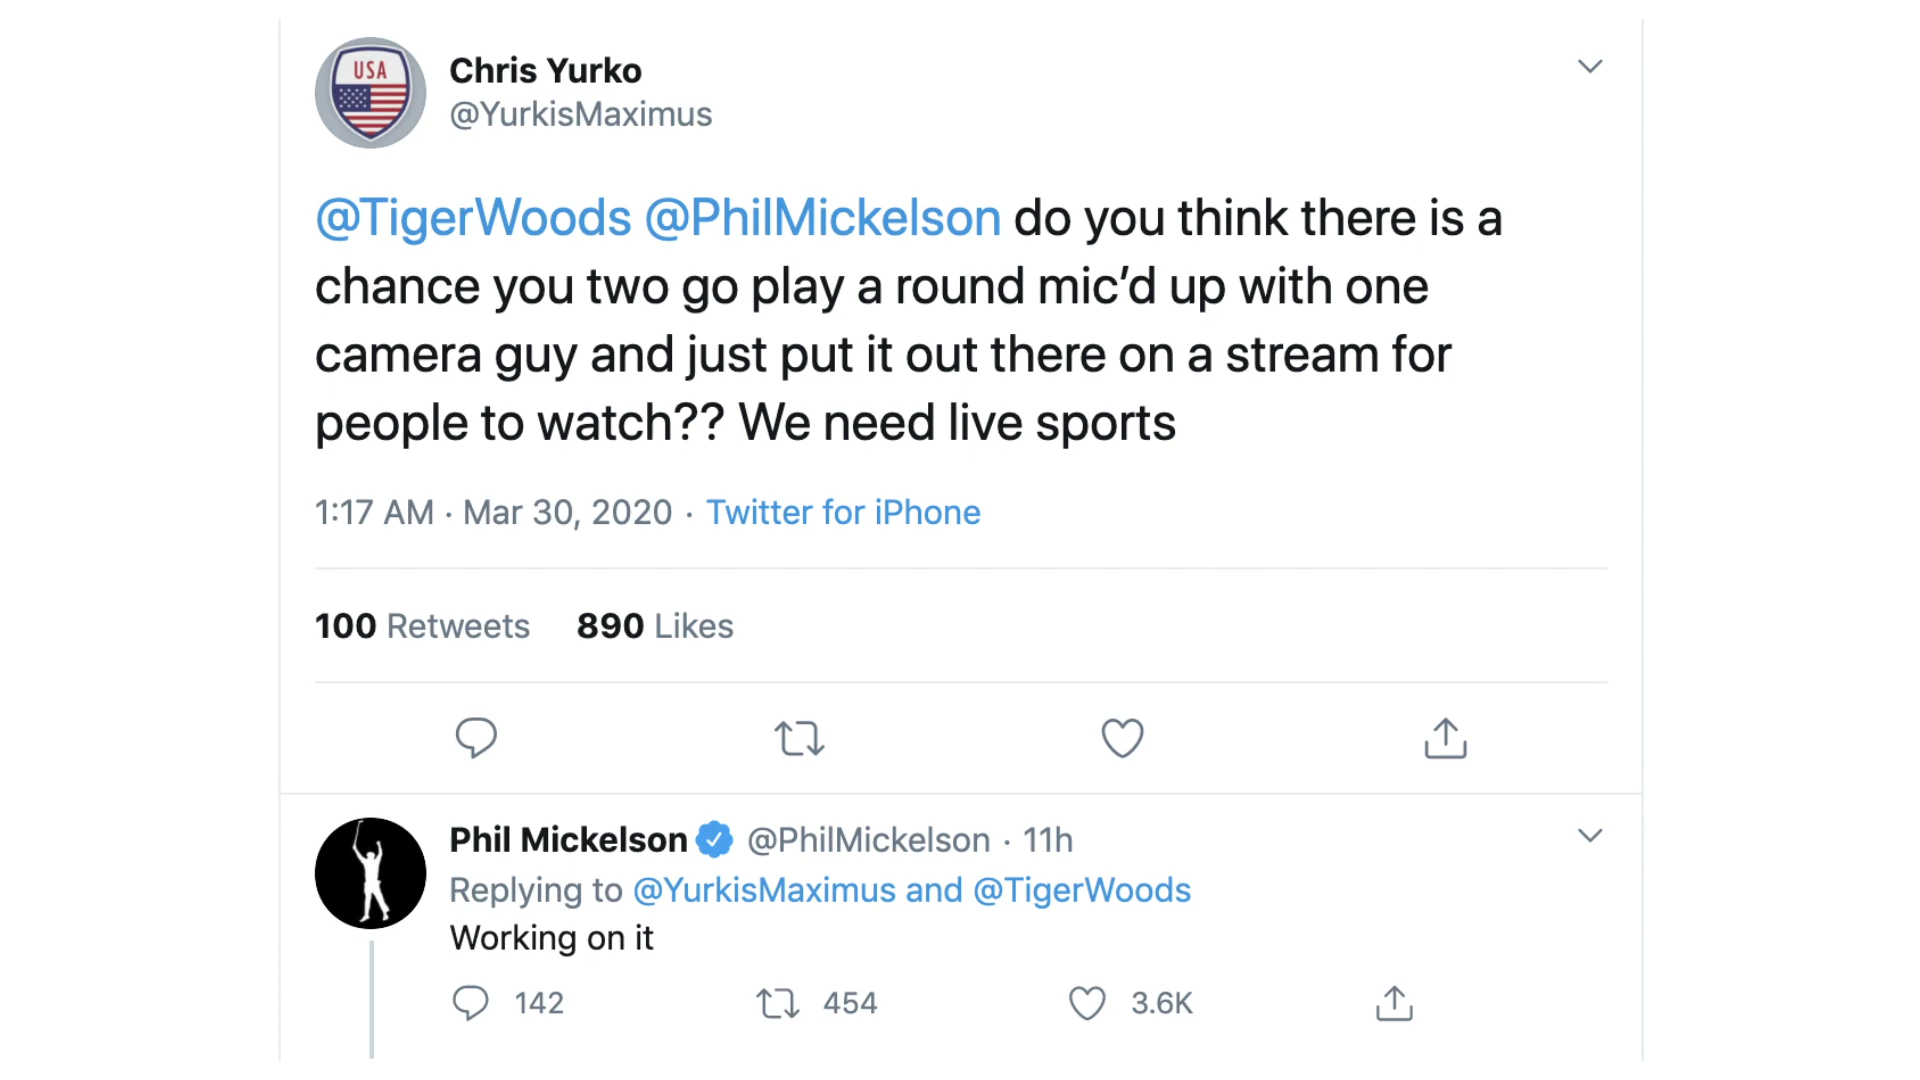 USA
Chris Yurko
@YurkisMaximus
@TigerWoods @PhilMickelson do you think there is a
chance you two go play a round mic’d up with one
camera guy and just put it out there on a stream for
people to watch?? We need live sports
1:17 AM · Mar 30, 2020 · Twitter for iPhone
100 Retweets 890 Likes
Phil Mickelson @PhilMickelson · 11h
Replying to @YurkisMaximus and @TigerWoods
Working on it
142 454 3.6K